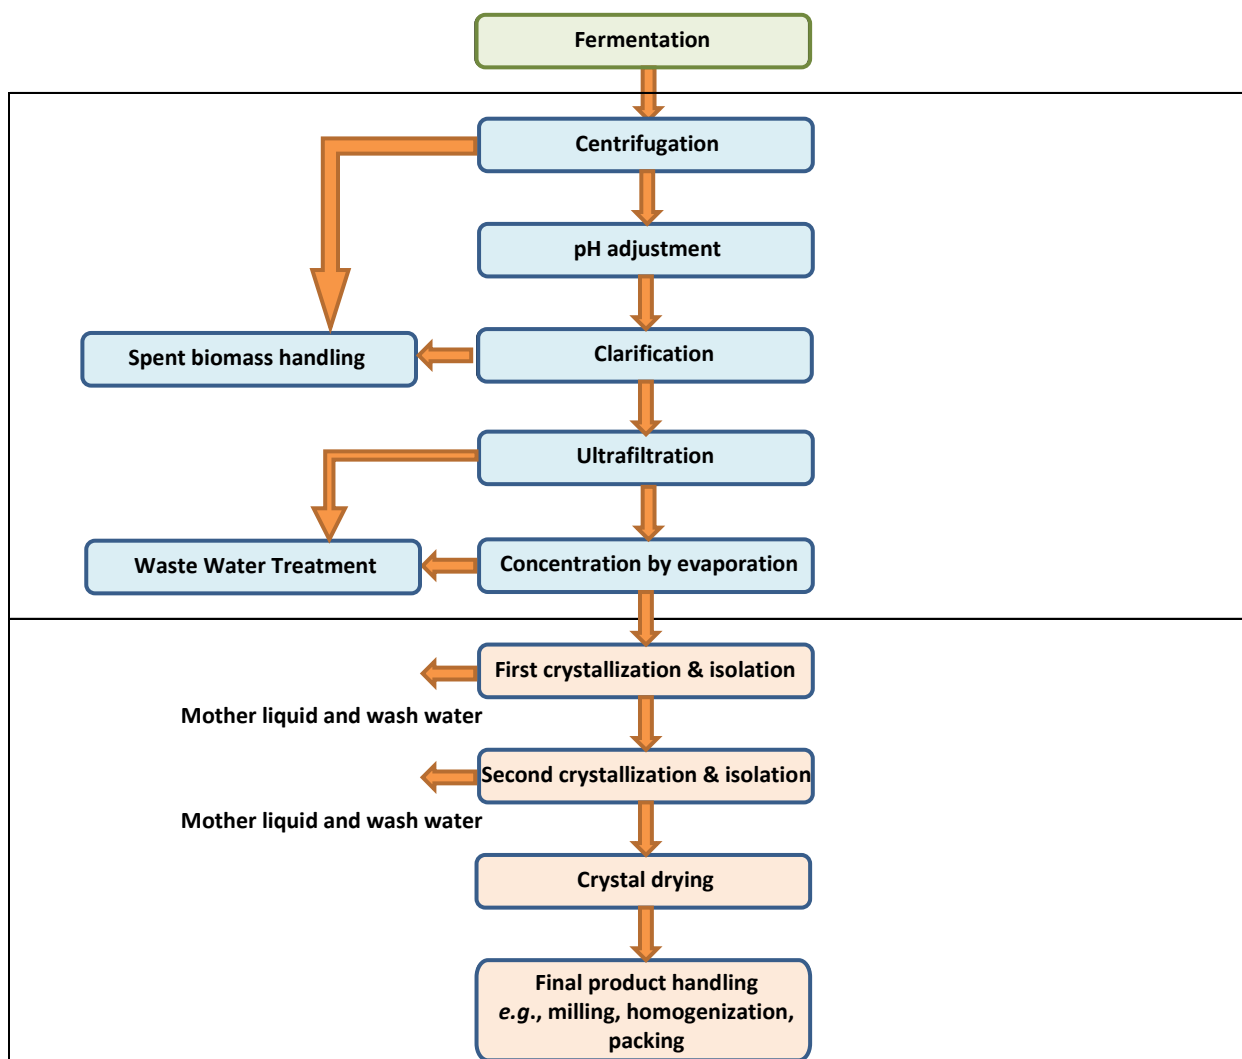 Fermentation
Centrifugation
pH adjustment
Spent biomass handling
Clarification
Ultrafiltration
Waste Water Treatment
Concentration by evaporation
First crystallization & isolation
Mother liquid and wash water
Second crystallization & isolation
Mother liquid and wash water
Crystal drying
Final product handling
e.g., milling, homogenization,
packing